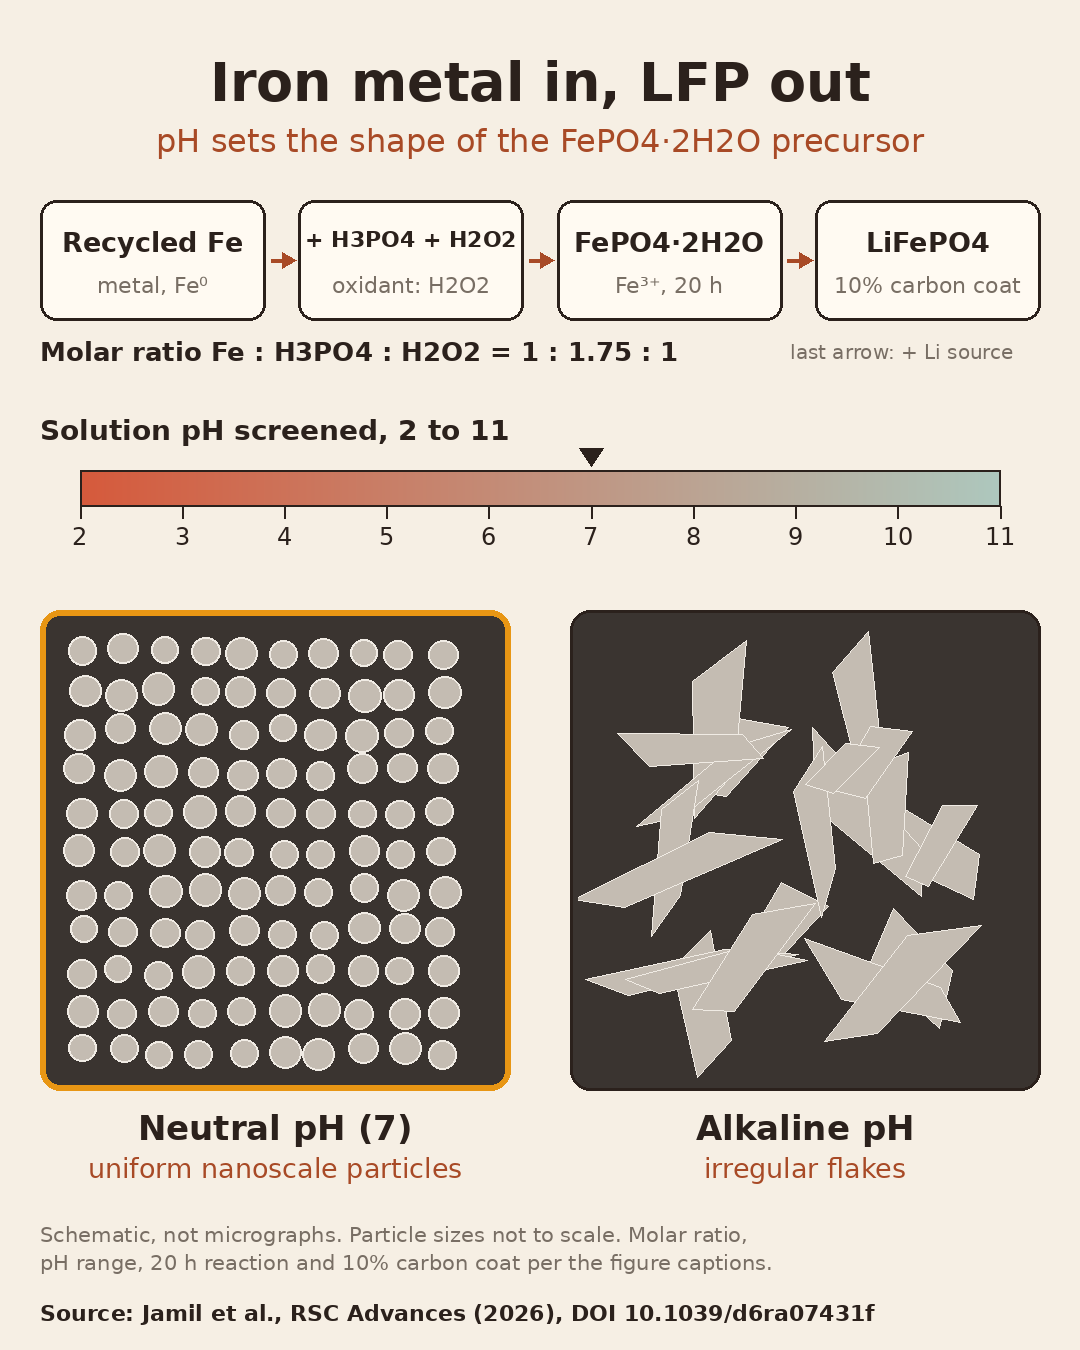 Iron metal in, LFP out
pH sets the shape of the FePO4·2H2O precursor
Recycled Fe
metal, Fe⁰
+ H3PO4 + H2O2
oxidant: H2O2
FePO4·2H2O
Fe³⁺, 20 h
LiFePO4
10% carbon coat
Molar ratio Fe : H3PO4 : H2O2 = 1 : 1.75 : 1
last arrow: + Li source
Solution pH screened, 2 to 11
2 3 4 5 6 7 8 9 10 11
Neutral pH (7)
uniform nanoscale particles
Alkaline pH
irregular flakes
Schematic, not micrographs. Particle sizes not to scale. Molar ratio,
pH range, 20 h reaction and 10% carbon coat per the figure captions.
Source: Jamil et al., RSC Advances (2026), DOI 10.1039/d6ra07431f